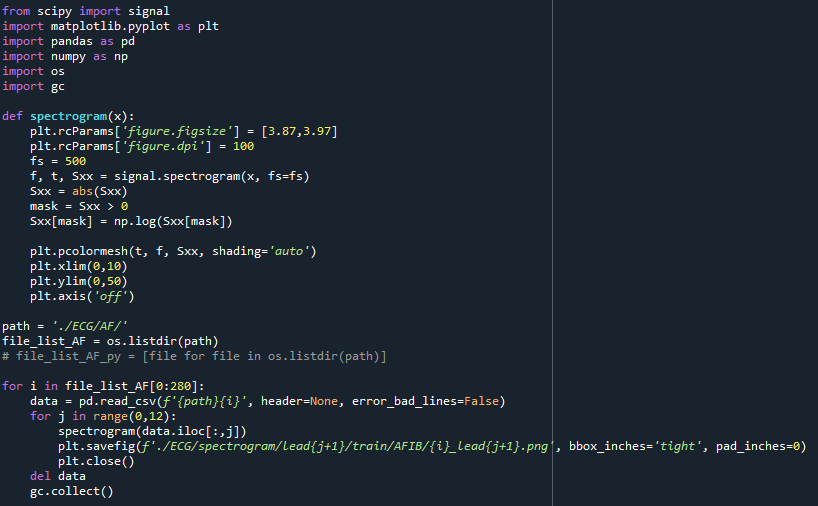 from scipy import signal
import matplotlib.pyplot as plt
import pandas as pd
import numpy as np
import os
import gc

def spectrogram(x):
    plt.rcParams['figure.figsize'] = [3.87,3.97]
    plt.rcParams['figure.dpi'] = 100
    fs = 500
    f, t, Sxx = signal.spectrogram(x, fs=fs)
    Sxx = abs(Sxx)
    mask = Sxx > 0
    Sxx[mask] = np.log(Sxx[mask])

    plt.pcolormesh(t, f, Sxx, shading='auto')
    plt.xlim(0,10)
    plt.ylim(0,50)
    plt.axis('off')

path = './ECG/AF/'
file_list_AF = os.listdir(path)
# file_list_AF_py = [file for file in os.listdir(path)]

for i in file_list_AF[0:280]:
    data = pd.read_csv(f'{path}{i}', header=None, error_bad_lines=False)
    for j in range(0,12):
        spectrogram(data.iloc[:,j])
        plt.savefig(f'./ECG/spectrogram/lead{j+1}/train/AFIB/{i}_lead{j+1}.png', bbox_inches='tight', pad_inches=0)
        plt.close()
    del data
    gc.collect()